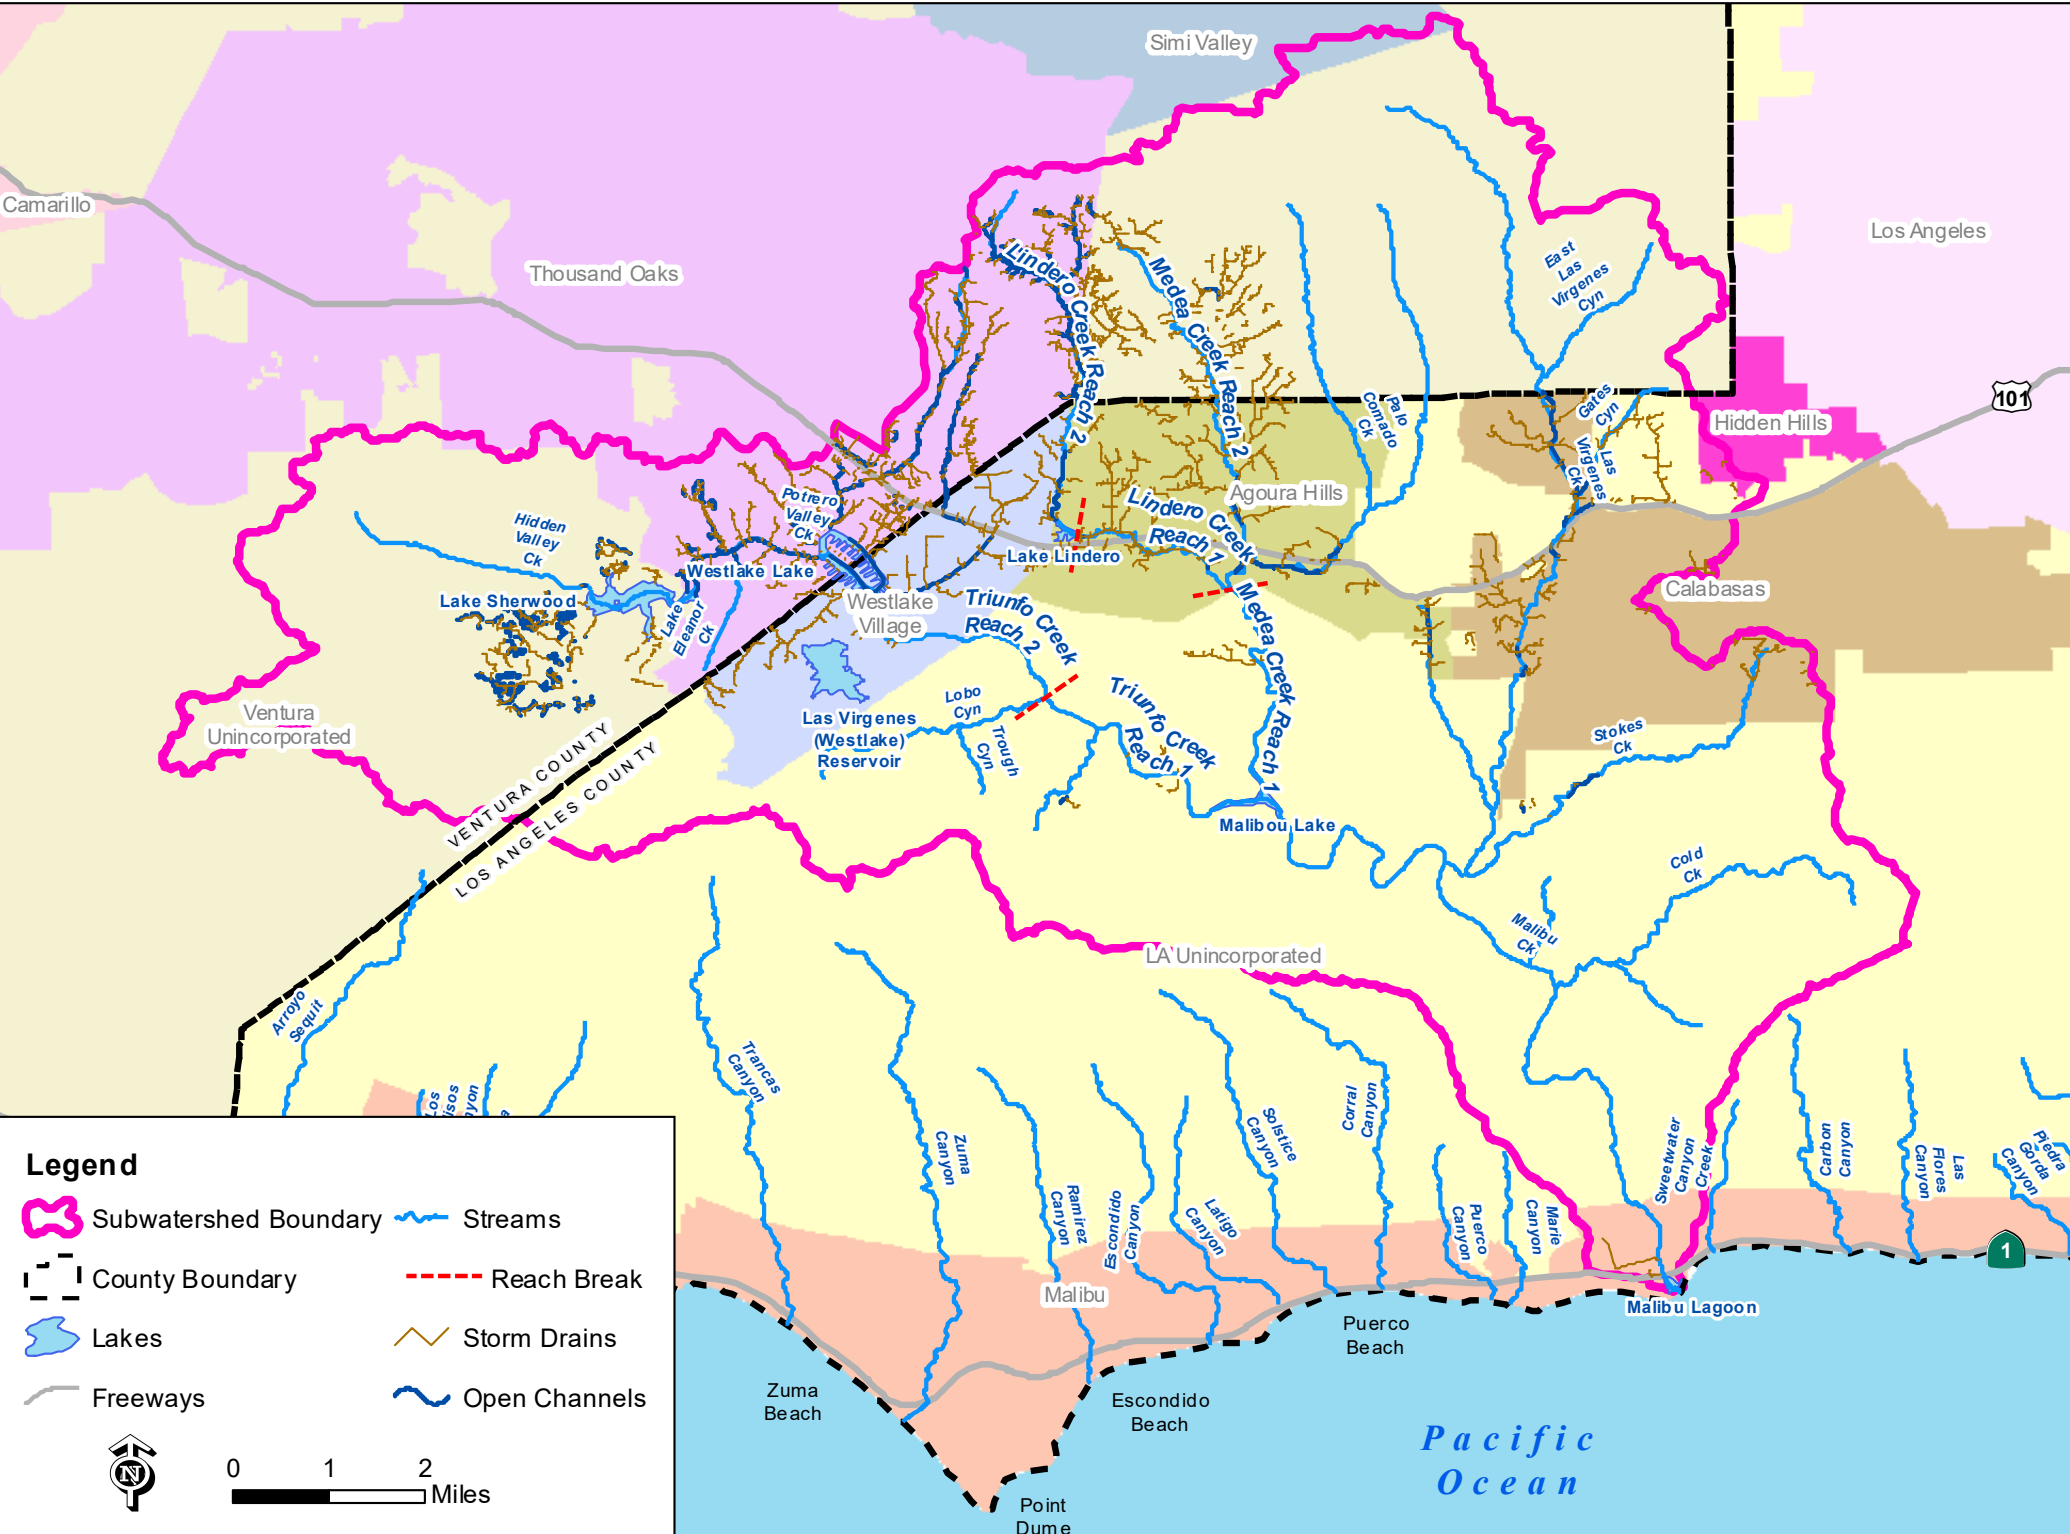 Simi Valley
Camarillo
Thousand Oaks
Los Angeles
East
Las
Virgenes
Cyn
Lindero Creek Reach 2
Medea Creek Reach 2
Palo
Comado
Ck
Gates
Cyn
101
Hidden Hills
Las
Virgenes
Ck
Potrero
Valley
Ck
Agoura Hills
Lindero Creek
Reach 1
Hidden
Valley
Ck
Lake Lindero
Westlake Lake
Lake Sherwood
Lake
Eleanor
Ck
Westlake
Village
Triunfo Creek
Reach 2
Calabasas
Medea Creek Reach 1
Ventura
Unincorporated
Lobo
Cyn
Triunfo Creek
Reach 1
Las Virgenes
(Westlake)
Reservoir
Trough
Cyn
Stokes
Ck
VENTURA COUNTY
LOS ANGELES COUNTY
Malibou Lake
Cold
Ck
Malibu
Ck
LA Unincorporated
Arroyo
Sequit
Trancas
Canyon
Los
isos
nyon
Zuma
Canyon
Ramirez
Canyon
Escondido
Canyon
Latigo
Canyon
Solstice
Canyon
Corral
Canyon
Puerco
Canyon
Marie
Canyon
Sweetwater
Canyon
Creek
Carbon
Canyon
Las
Flores
Canyon
Piedra
Gorda
Canyon
1
Malibu
Malibu Lagoon
Puerco
Beach
Zuma
Beach
Escondido
Beach
Point
Dume
Pacific
Ocean
Legend
Subwatershed Boundary
Streams
County Boundary
Reach Break
Lakes
Storm Drains
Freeways
Open Channels
N
0 1 2
Miles